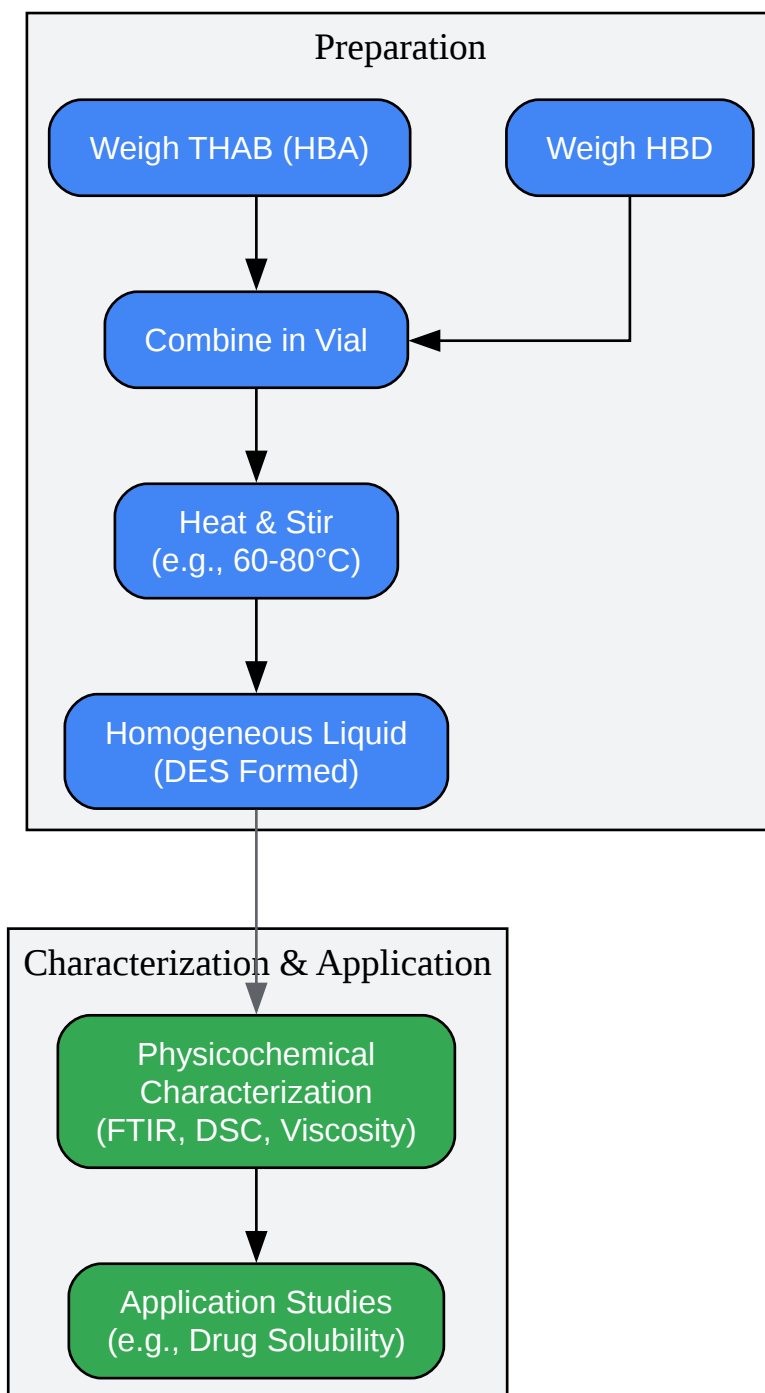 Preparation
Weigh THAB (HBA)
Weigh HBD
Combine in Vial
Heat & Stir
(e.g., 60-80°C)
Homogeneous Liquid
(DES Formed)
Characterization & Application
Physicochemical
Characterization
(FTIR, DSC, Viscosity)
Application Studies
(e.g., Drug Solubility)